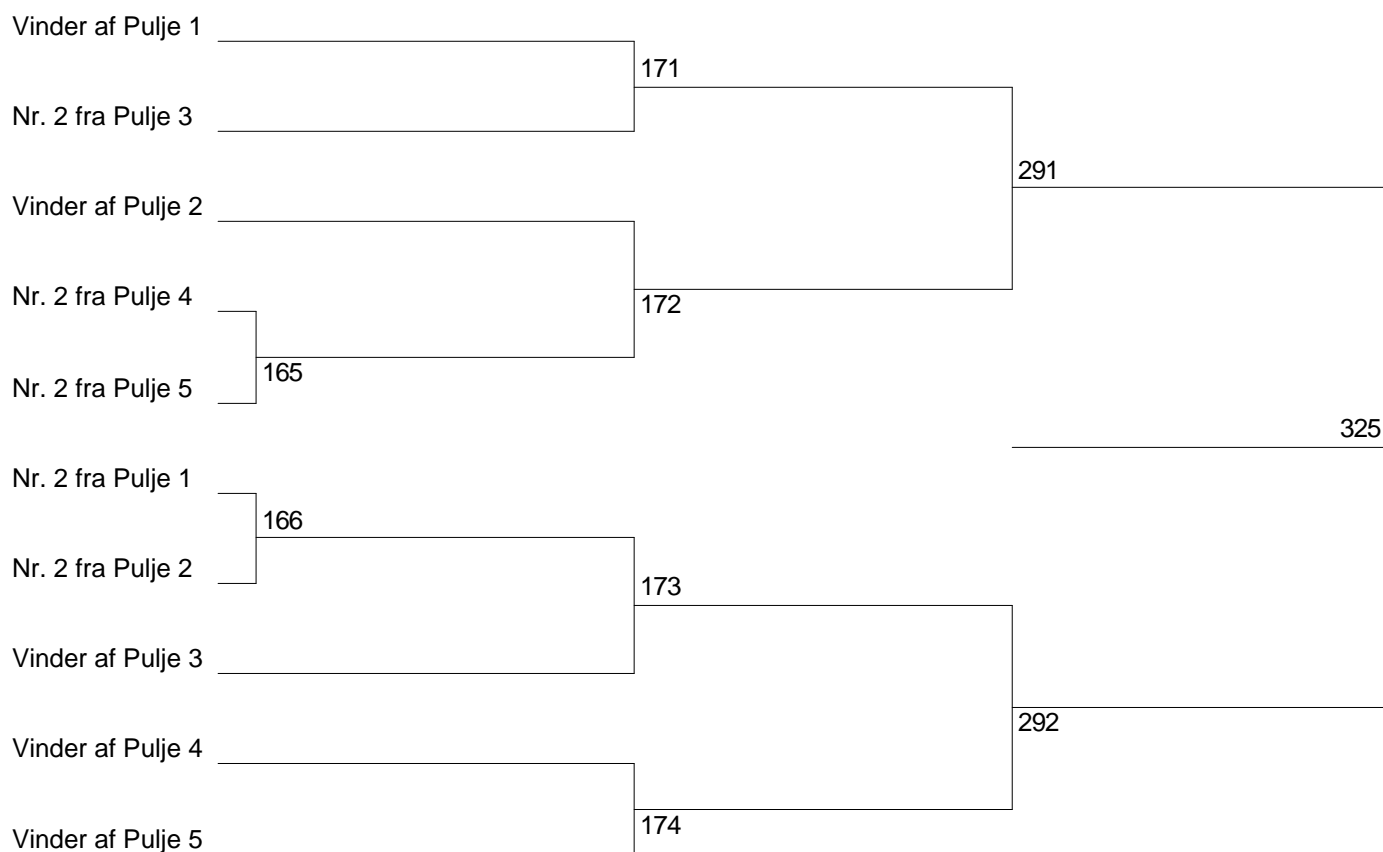 Vinder af Pulje 1
171
Nr. 2 fra Pulje 3
291
Vinder af Pulje 2
Nr. 2 fra Pulje 4
172
165
Nr. 2 fra Pulje 5
325
Nr. 2 fra Pulje 1
166
Nr. 2 fra Pulje 2
173
Vinder af Pulje 3
292
Vinder af Pulje 4
174
Vinder af Pulje 5